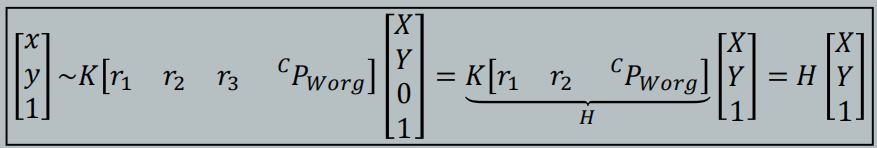 [x y 1] ~K[r₁ r₂ r₃ ᶜP_Worg] [X Y 0 1] = K[r₁ r₂ ᶜP_Worg] [X Y 1] = H [X Y 1]
H